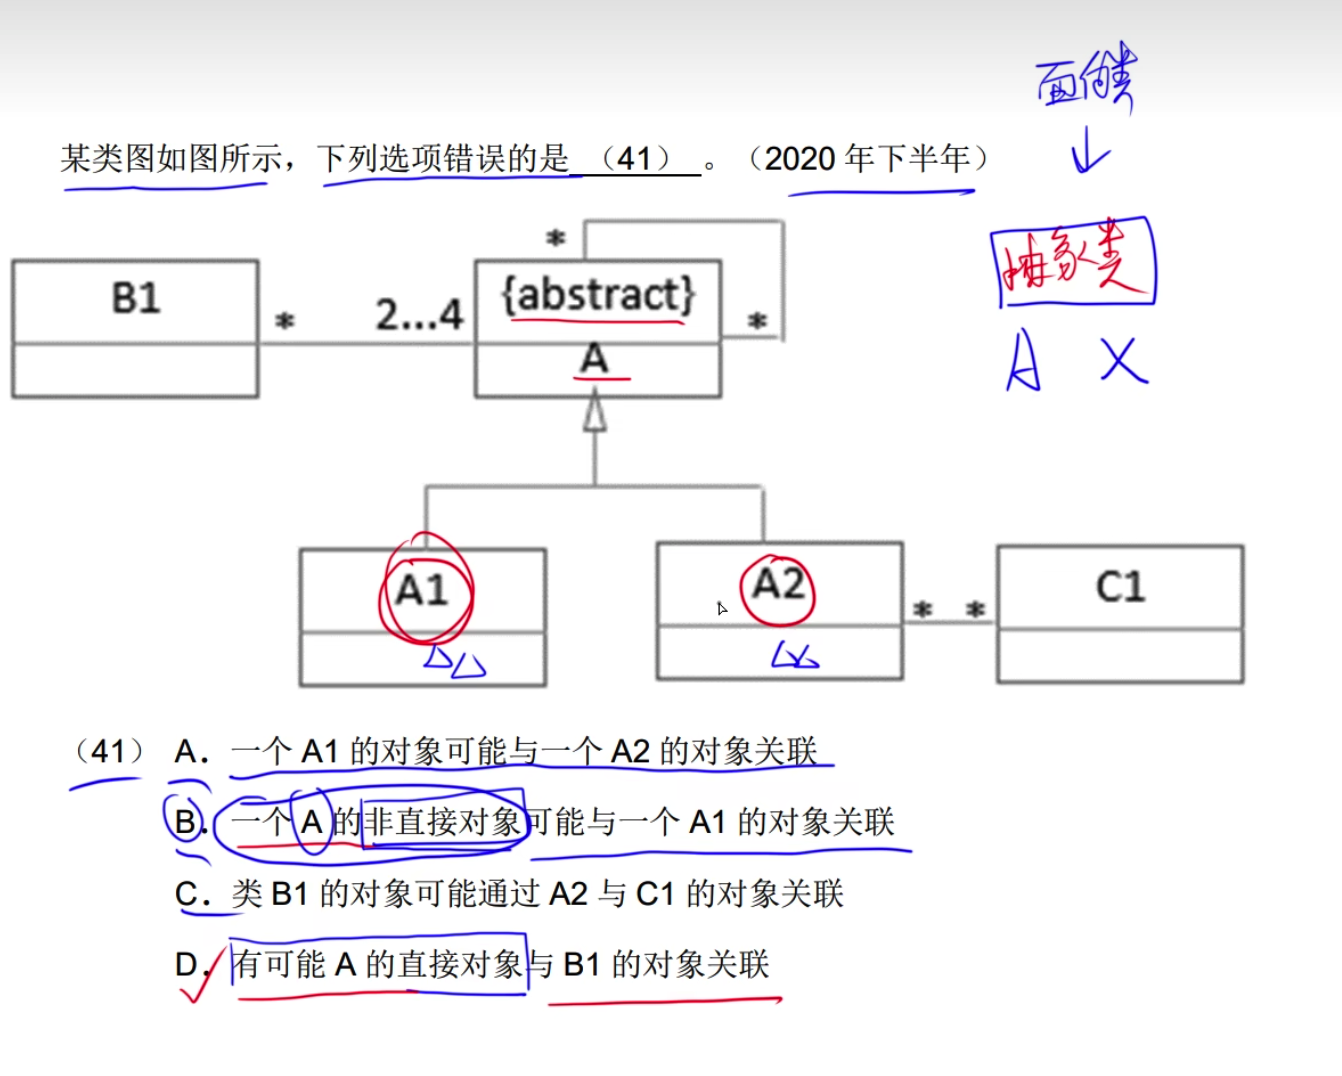 面向对象
某类图如图所示，下列选项错误的是 （41） 。（2020 年下半年）
抽象类
A X
B1
* 2...4
{abstract}
A
*
*
A1
A2
* *
C1
（41） A. 一个 A1 的对象可能与一个 A2 的对象关联
B. 一个 A 的非直接对象可能与一个 A1 的对象关联
C. 类 B1 的对象可能通过 A2 与 C1 的对象关联
D. 有可能 A 的直接对象与 B1 的对象关联